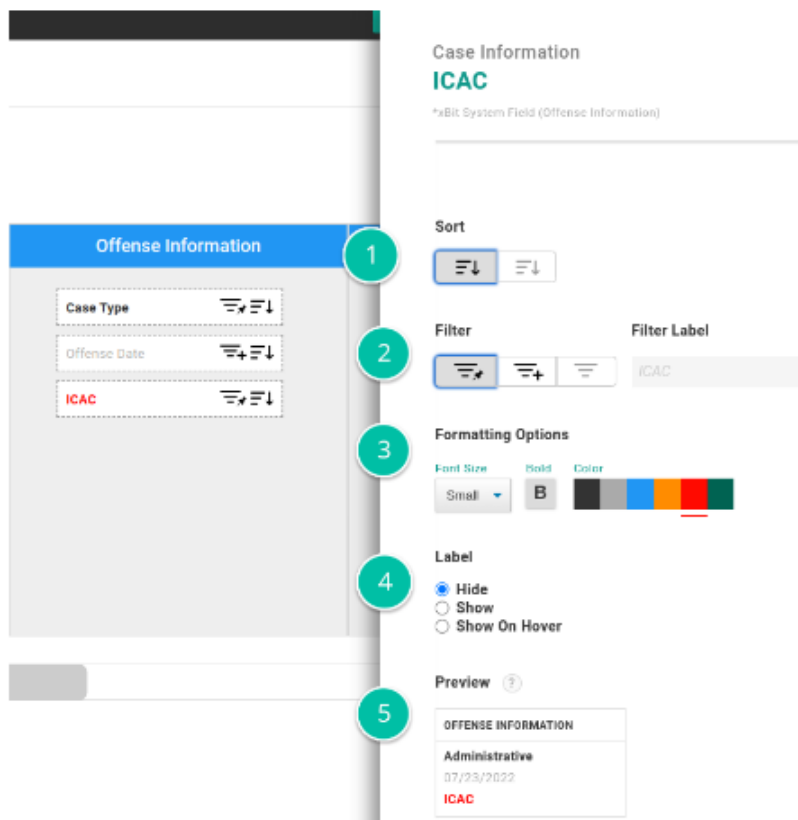 Case Information
ICAC
*xBit System Field (Offense Information)
Offense Information
Case Type
Offense Date
ICAC
1
Sort
2
Filter
Filter Label
ICAC
3
Formatting Options
Font Size
Bold
Color
Small
B
4
Label
Hide
Show
Show On Hover
5
Preview ?
OFFENSE INFORMATION
Administrative
07/23/2022
ICAC